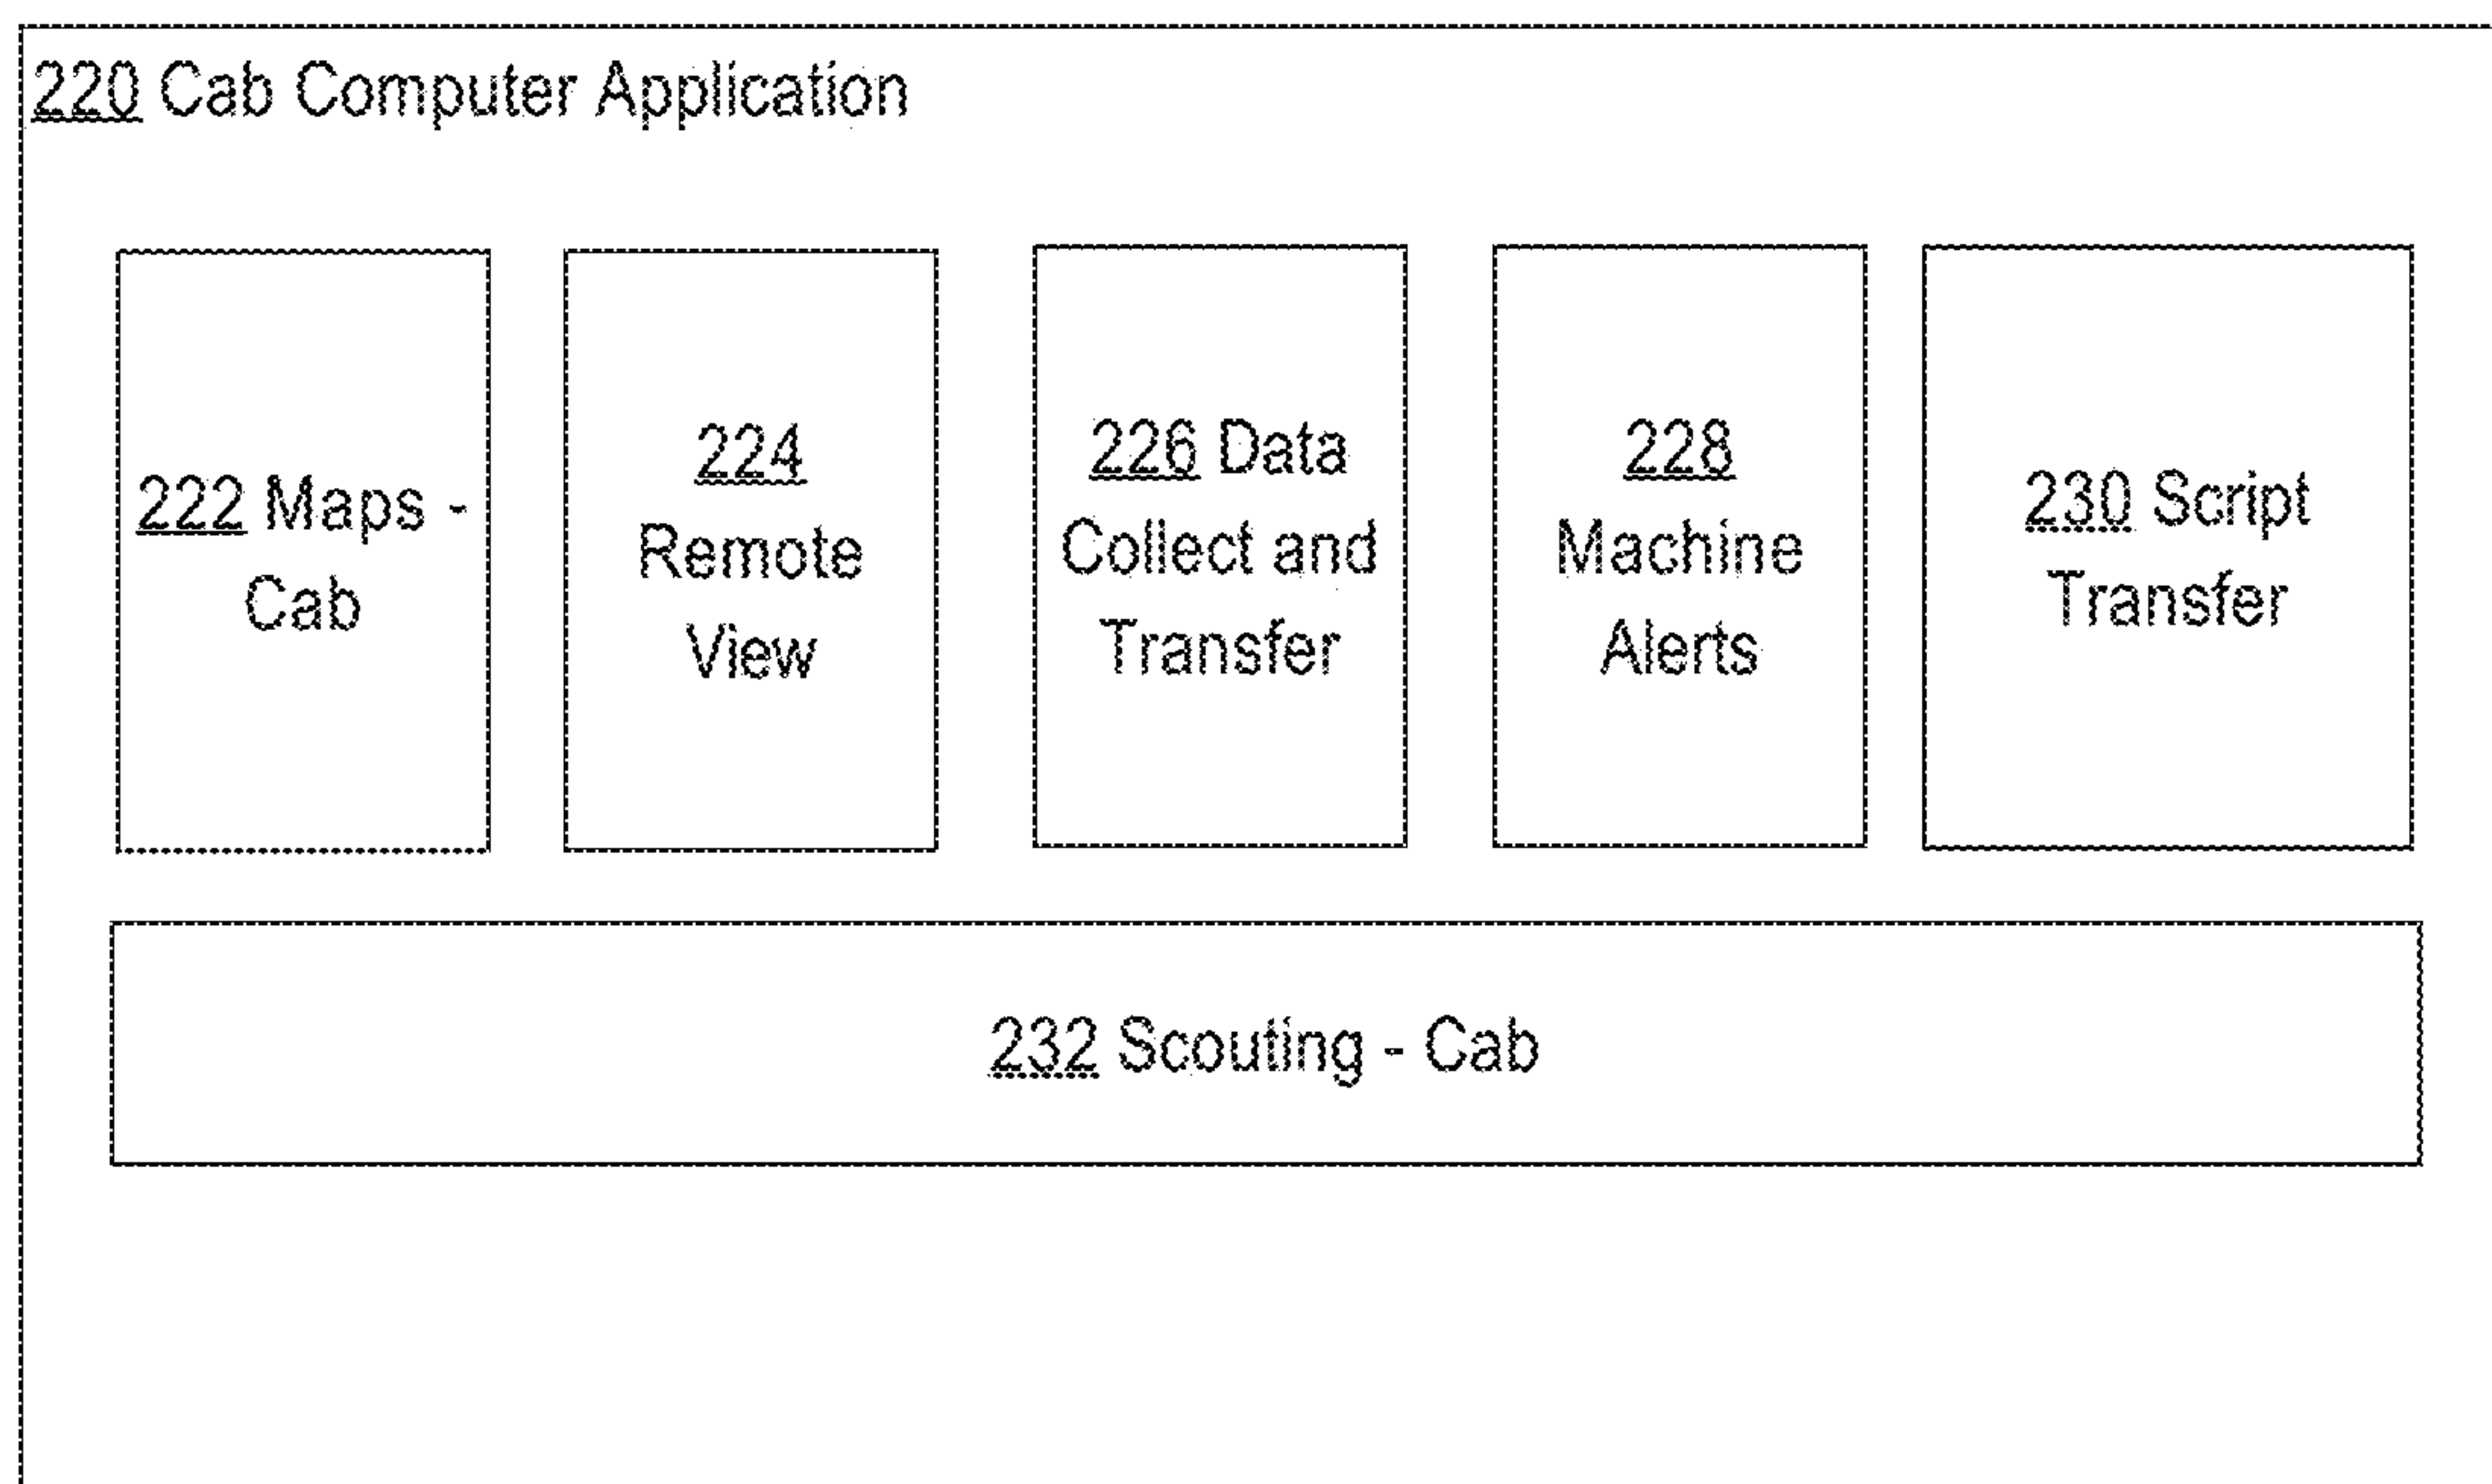 220 Cab Computer Application
222 Maps -
Cab
224
Remote
View
226 Data
Collect and
Transfer
228
Machine
Alerts
230 Script
Transfer
232 Scouting - Cab